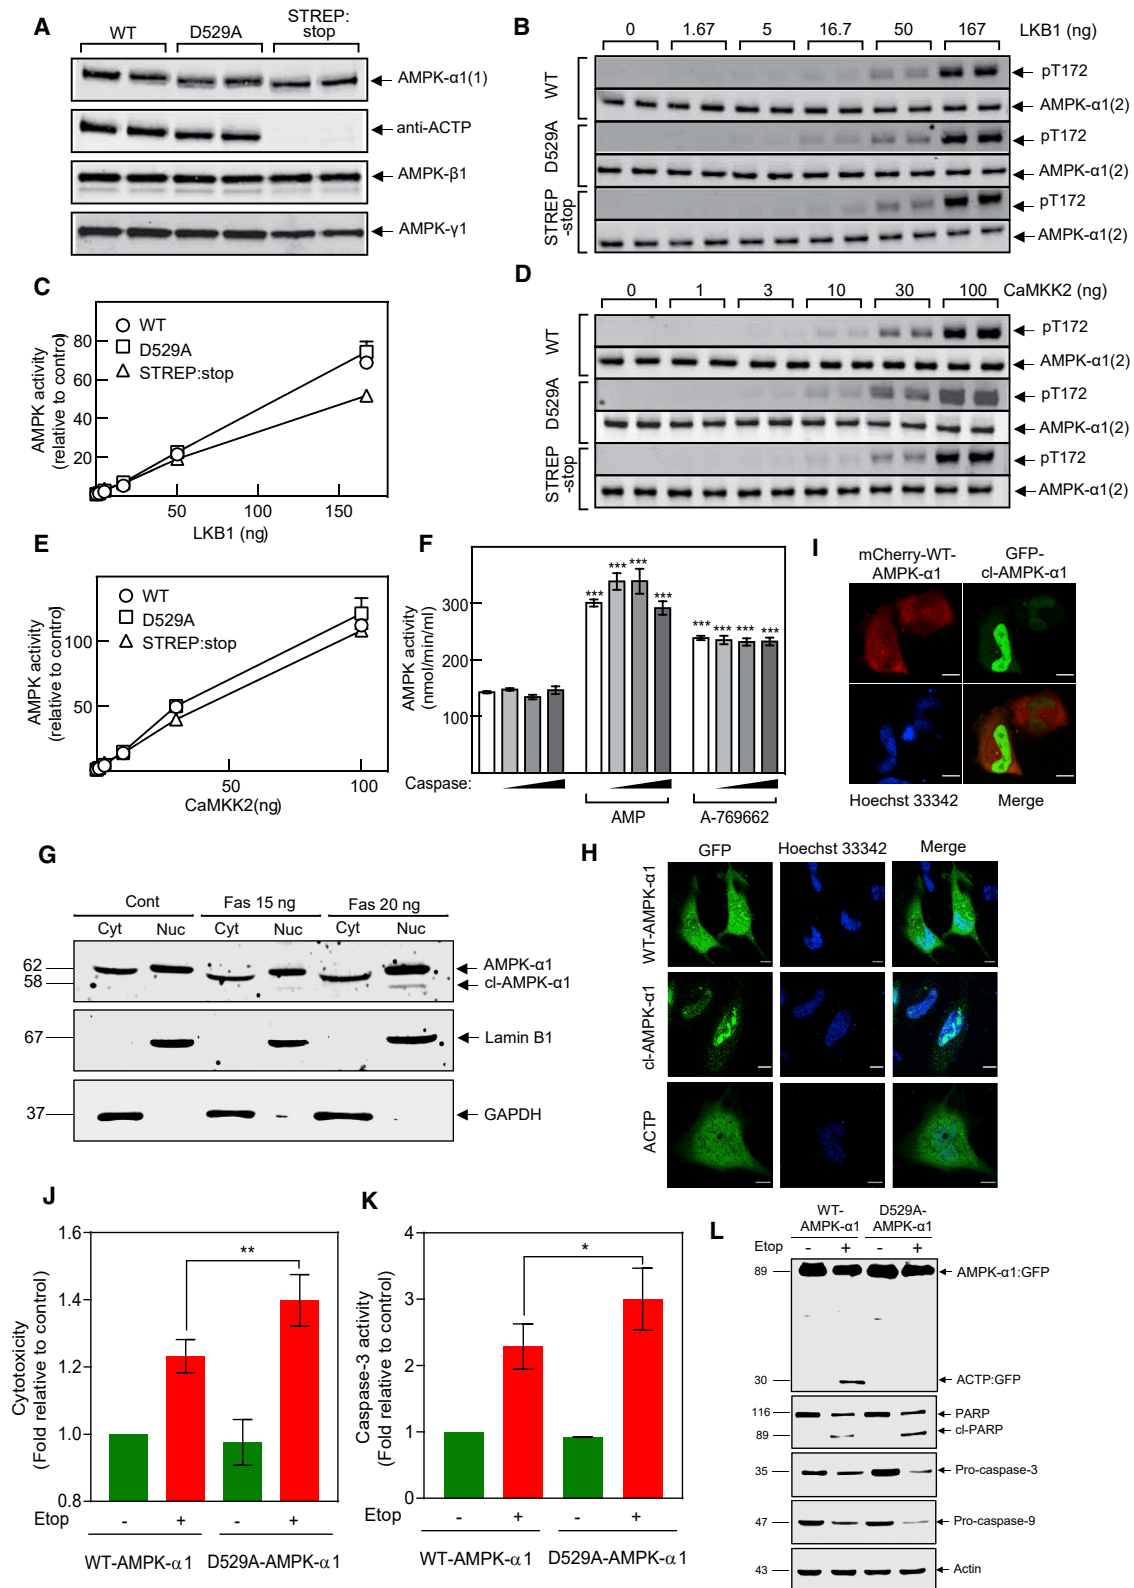 A
WT
D529A
STREP:
stop
AMPK-α1(1)
anti-ACTP
AMPK-β1
AMPK-γ1
B
0
1.67
5
16.7
50
167
LKB1 (ng)
WT
D529A
STREP
-stop
pT172
AMPK-α1(2)
pT172
AMPK-α1(2)
pT172
AMPK-α1(2)
C
AMPK activity
(relative to control)
80
60
40
20
WT
D529A
STREP:stop
50
100
150
LKB1 (ng)
D
0
1
3
10
30
100
CaMKK2 (ng)
WT
D529A
STREP
-stop
pT172
AMPK-α1(2)
pT172
AMPK-α1(2)
pT172
AMPK-α1(2)
E
AMPK activity
(relative to control)
100
50
WT
D529A
STREP:stop
50
100
CaMKK2(ng)
F
AMPK activity
(nmol/min/ml)
300
200
100
***
***
***
***
***
***
***
***
Caspase:
AMP
A-769662
I
mCherry-WT-
AMPK-α1
GFP-
cl-AMPK-α1
Hoechst 33342
Merge
G
Cont
Fas 15 ng
Fas 20 ng
Cyt
Nuc
Cyt
Nuc
Cyt
Nuc
62
58
AMPK-α1
cl-AMPK-α1
67
Lamin B1
37
GAPDH
H
GFP
Hoechst 33342
Merge
WT-AMPK-α1
cl-AMPK-α1
ACTP
J
Cytotoxicity
(Fold relative to control)
1.6
1.4
1.2
1.0
0.8
**
Etop
-
+
-
+
WT-AMPK-α1
D529A-AMPK-α1
K
Caspase-3 activity
(Fold relative to control)
4
3
2
1
0
*
Etop
-
+
-
+
WT-AMPK-α1
D529A-AMPK-α1
L
WT-
AMPK-α1
D529A-
AMPK-α1
Etop
-
+
-
+
89
AMPK-α1:GFP
30
ACTP:GFP
116
PARP
89
cl-PARP
35
Pro-caspase-3
47
Pro-caspase-9
43
Actin